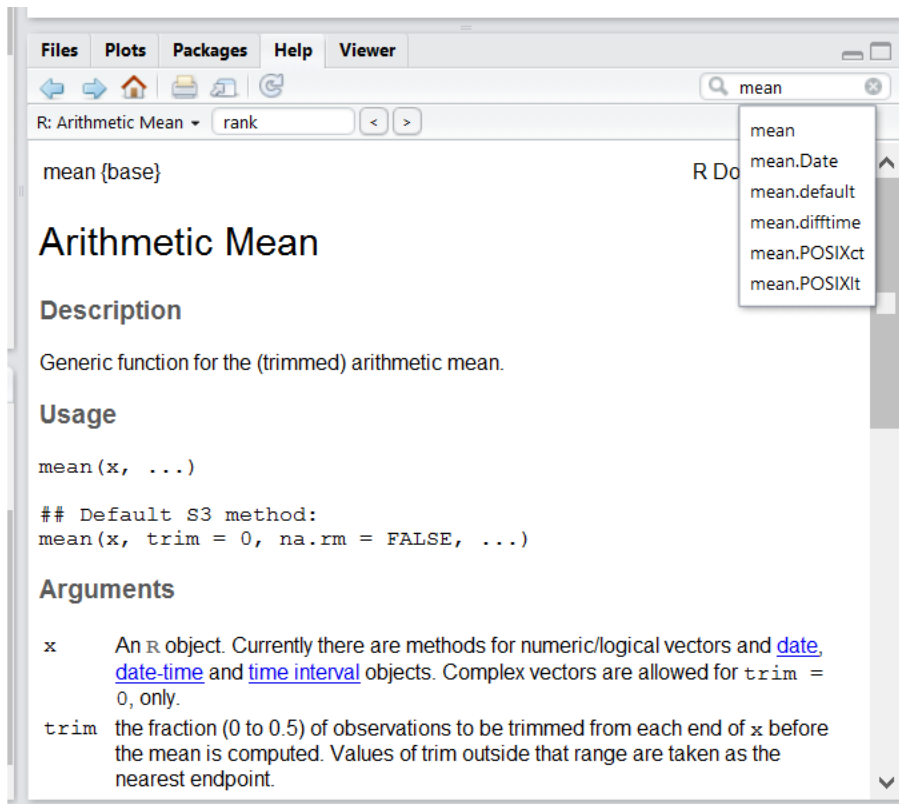 Files Plots Packages Help Viewer
mean
R: Arithmetic Mean rank < >
mean
mean.Date
mean.default
mean.difftime
mean.POSIXct
mean.POSIXlt
mean {base} R Do
Arithmetic Mean
Description
Generic function for the (trimmed) arithmetic mean.
Usage
mean(x, ...)
## Default S3 method:
mean(x, trim = 0, na.rm = FALSE, ...)
Arguments
x An R object. Currently there are methods for numeric/logical vectors and date,
date-time and time interval objects. Complex vectors are allowed for trim =
0, only.
trim the fraction (0 to 0.5) of observations to be trimmed from each end of x before
the mean is computed. Values of trim outside that range are taken as the
nearest endpoint.